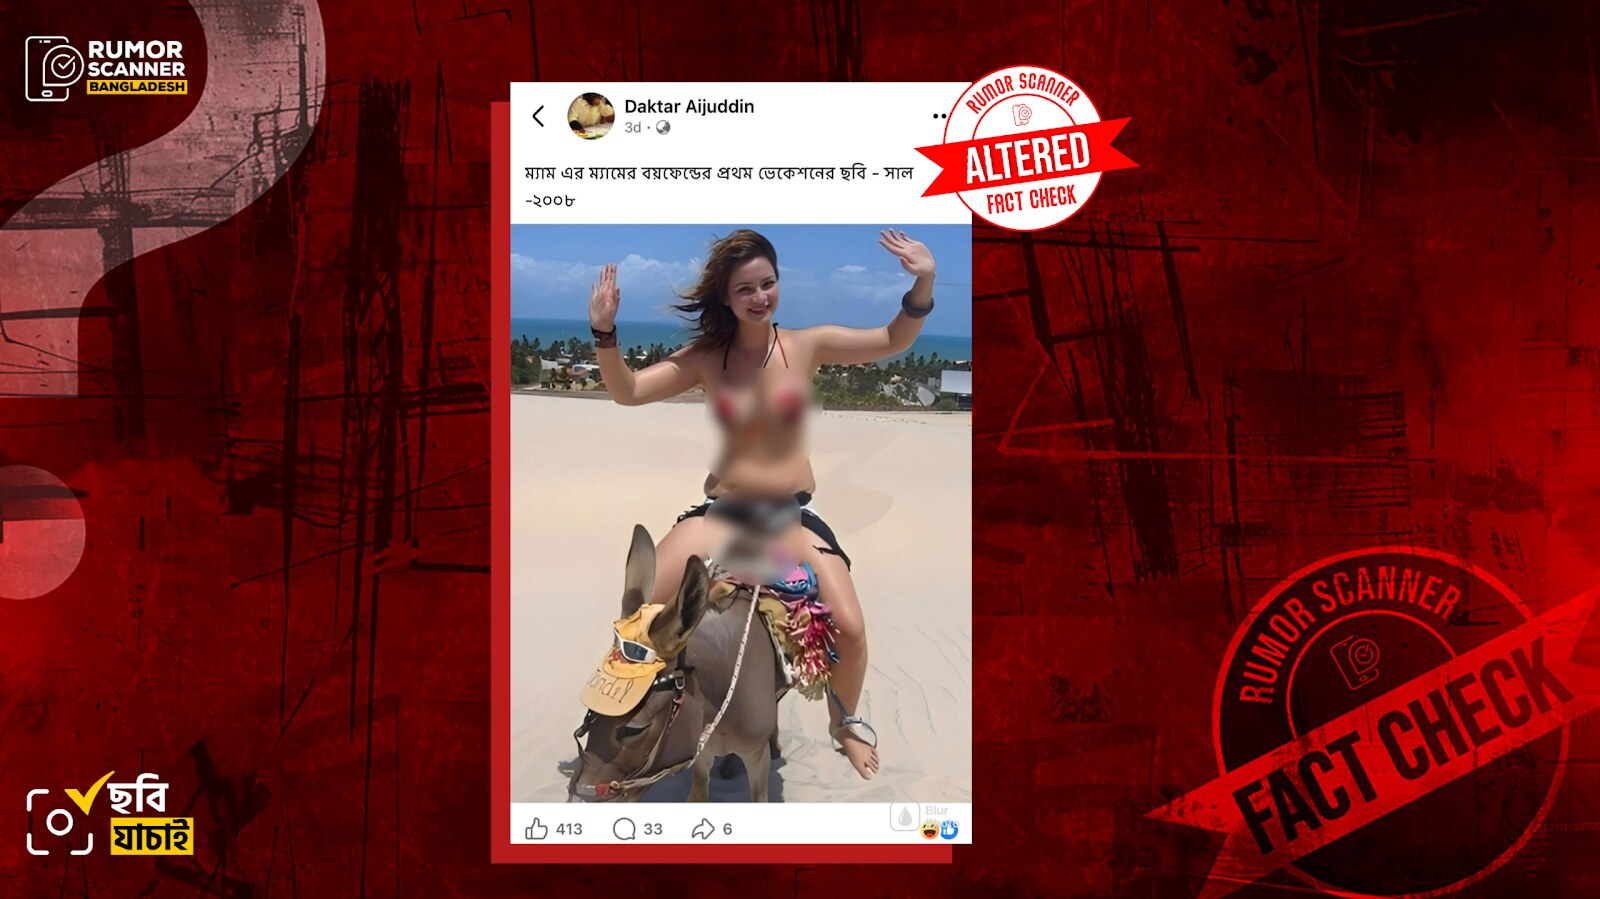 RUMOR
SCANNER
BANGLADESH
Daktar Aijuddin
3d
ম্যাম এর ম্যামের বয়ফেন্ডের প্রথম ভেকেশনের ছবি - সাল
-২০০৮
RUMOR SCANNER
ALTERED
FACT CHECK
413
33
6
Blur
ছবি
যাচাই
RUMOR SCANNER
FACT CHECK